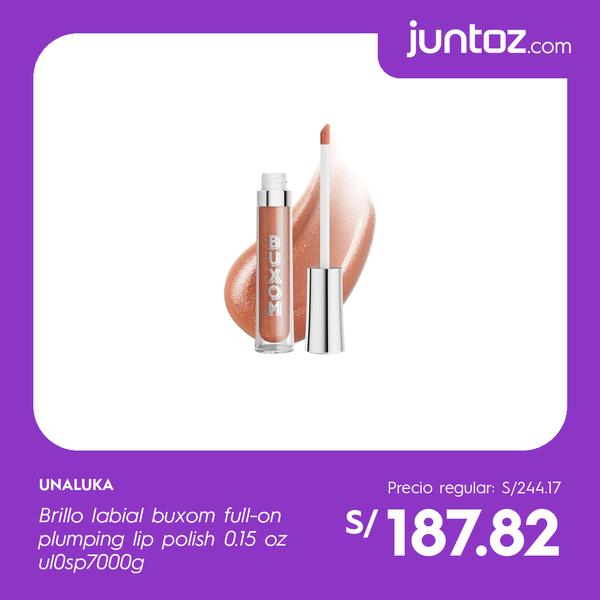 juntoz.com
BUXOM
UNALUKA
Brillo labial buxom full-on
plumping lip polish 0.15 oz
ul0sp7000g
Precio regular: S/244.17
S/187.82